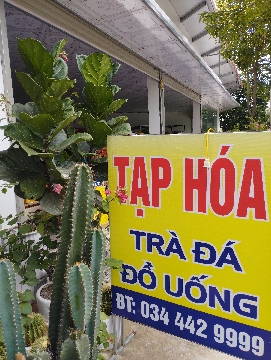 TẠP HÓA
TRÀ ĐÁ
ĐỒ UỐNG
ĐT: 034 442 9999